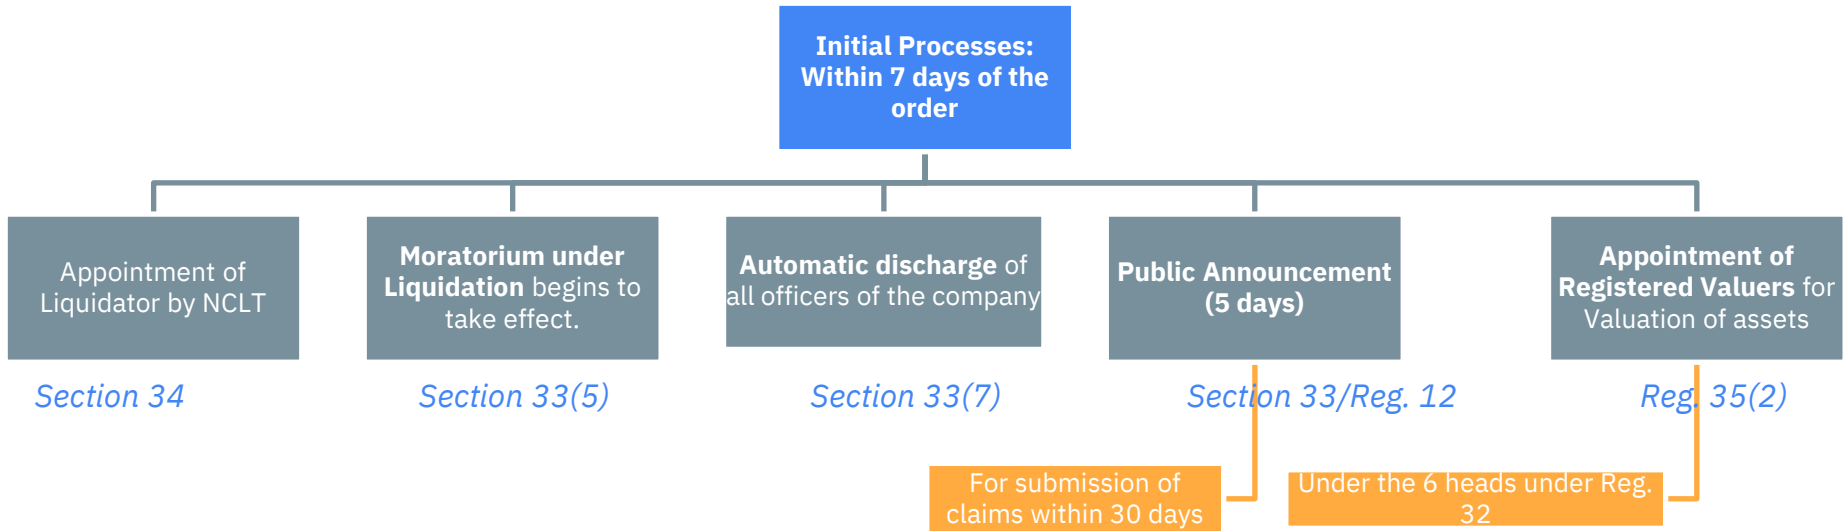 Initial Processes:
Within 7 days of the
order
Appointment of
Liquidator by NCLT
Moratorium under
Liquidation begins to
take effect.
Automatic discharge of
all officers of the company
Public Announcement
(5 days)
Appointment of
Registered Valuers for
Valuation of assets
Section 34
Section 33(5)
Section 33(7)
Section 33/Reg. 12
Reg. 35(2)
For submission of
claims within 30 days
Under the 6 heads under Reg.
32